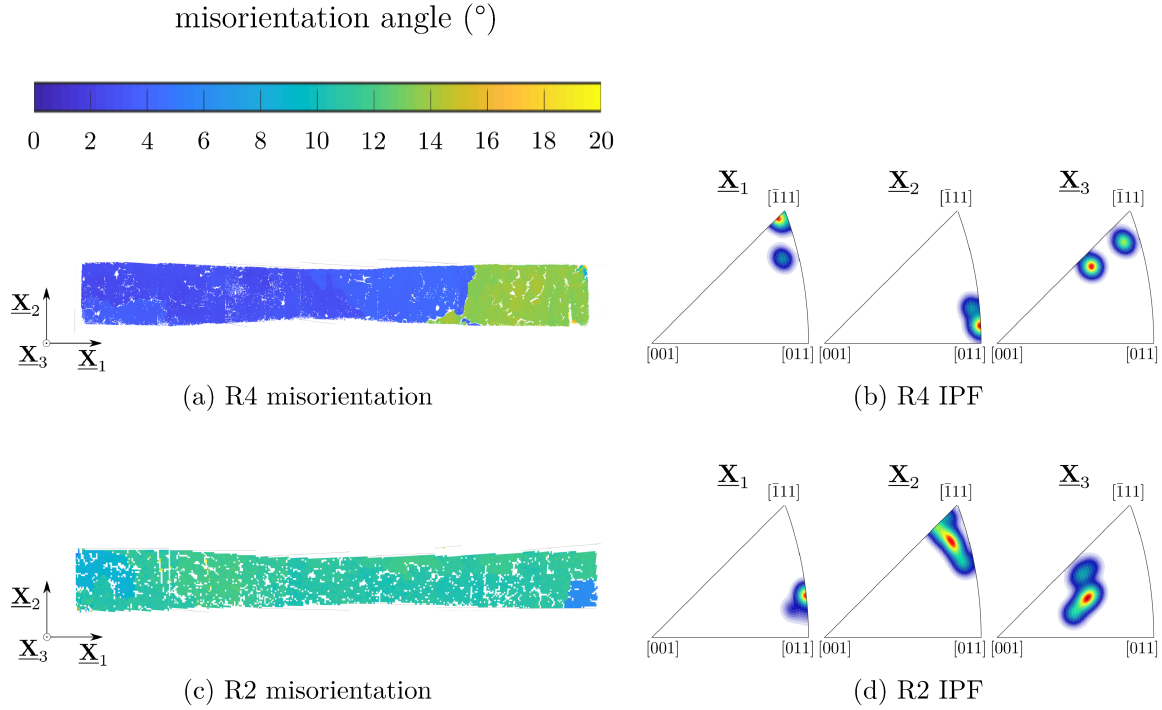 misorientation angle (°)
0 2 4 6 8 10 12 14 16 18 20
X₂
X₃
X₁
(a) R4 misorientation
X₁ X₂ X₃
[1̄11] [1̄11] [1̄11]
[001] [011] [001] [011] [001] [011]
(b) R4 IPF
X₂
X₃
X₁
(c) R2 misorientation
X₁ X₂ X₃
[1̄11] [1̄11] [1̄11]
[001] [011] [001] [011] [001] [011]
(d) R2 IPF